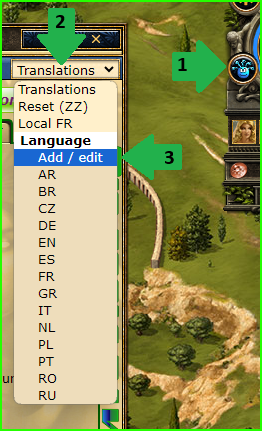 2
×
1
Translations
Translations
Reset (ZZ)
Local FR
Language
Add / edit
3
AR
BR
CZ
DE
EN
ES
FR
GR
IT
NL
PL
PT
RO
RU